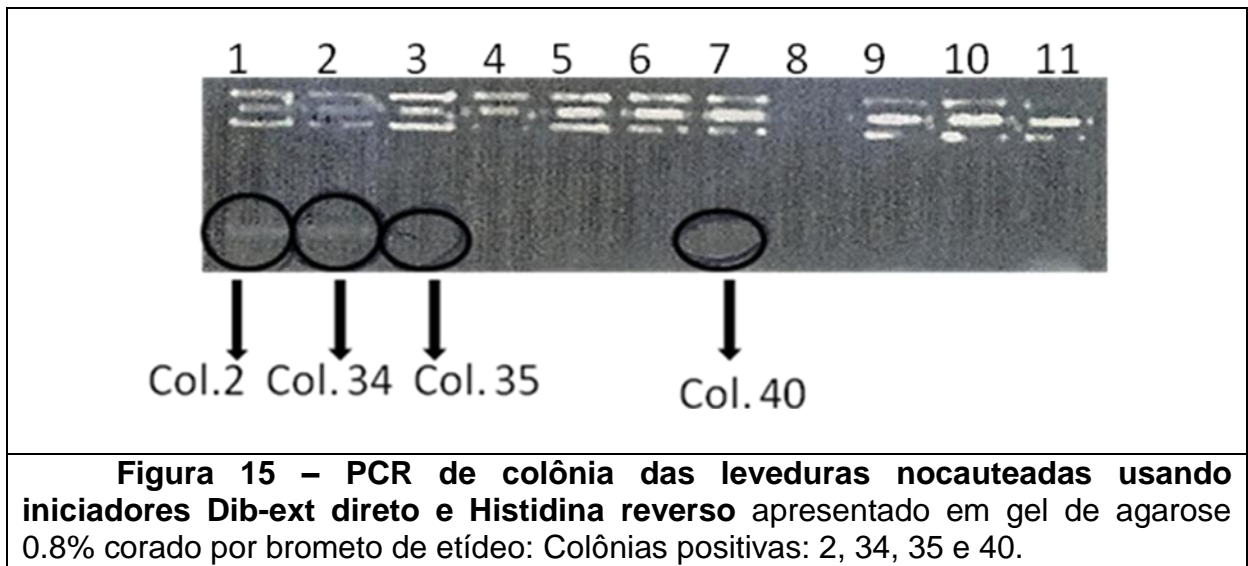 1 2 3 4 5 6 7 8 9 10 11
Col.2 Col. 34 Col. 35 Col. 40
Figura 15 – PCR de colônia das leveduras nocauteadas usando
iniciadores Dib-ext direto e Histidina reverso apresentado em gel de agarose
0.8% corado por brometo de etídeo: Colônias positivas: 2, 34, 35 e 40.